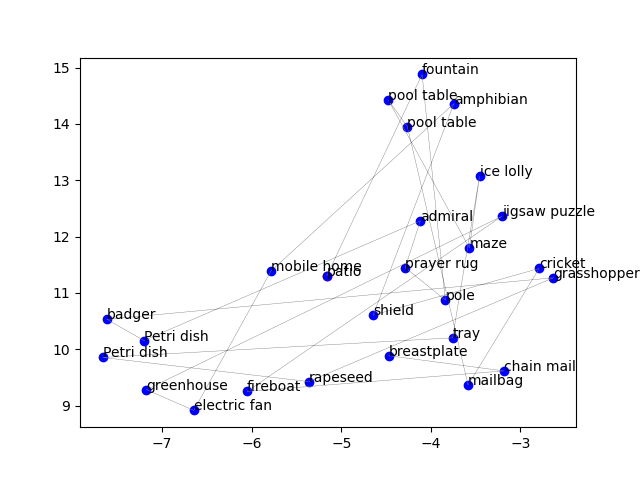 15
14
13
12
11
10
9
fountain
pool table
amphibian
pool table
ice lolly
jigsaw puzzle
admiral
maze
mobile home
patio
prayer rug
cricket
grasshopper
pole
badger
shield
Petri dish
tray
Petri dish
breastplate
chain mail
greenhouse
fireboat
rapeseed
mailbag
electric fan
−7
−6
−5
−4
−3